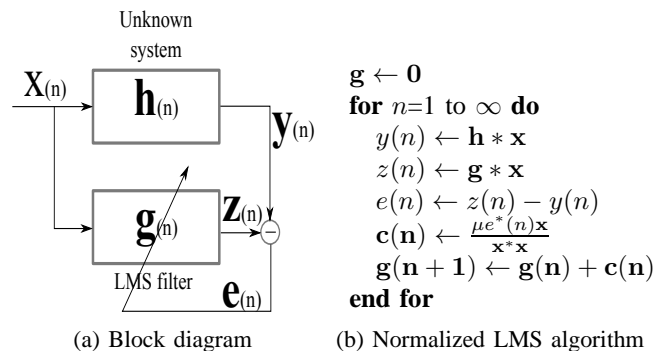 Unknown
system
X(n)
h(n)
y(n)
g(n)
z(n)
−
LMS filter
e(n)
(a) Block diagram
g ← 0
for n=1 to ∞ do
y(n) ← h ∗ x
z(n) ← g ∗ x
e(n) ← z(n) − y(n)
c(n) ← μe*(n)x / x*x
g(n + 1) ← g(n) + c(n)
end for
(b) Normalized LMS algorithm